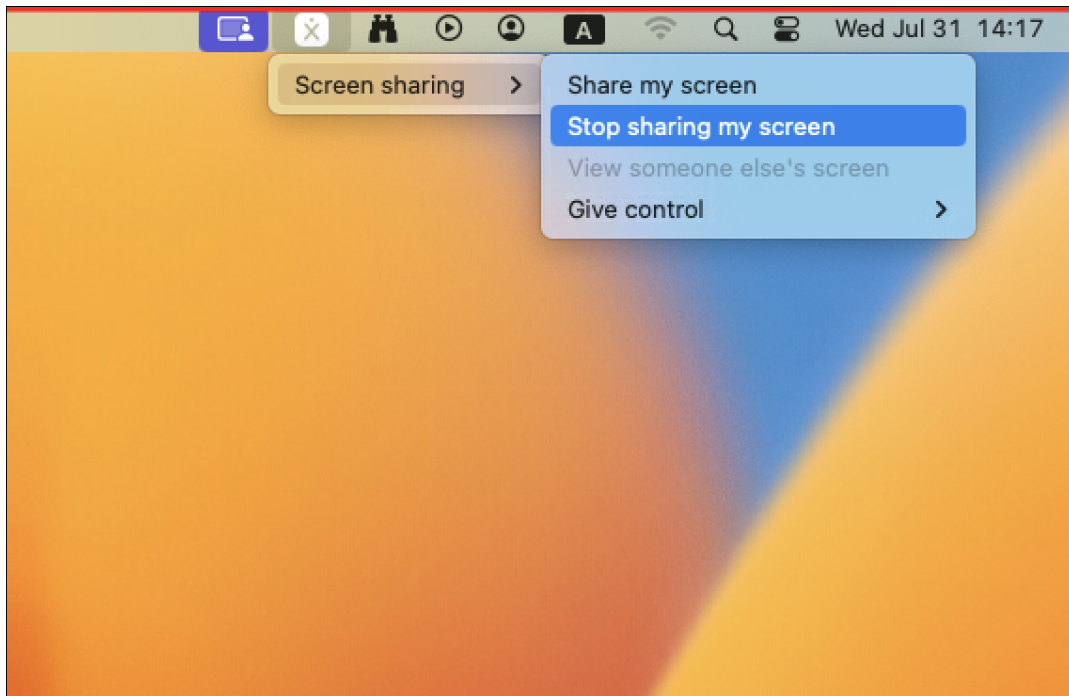 A
Wed Jul 31 14:17
Screen sharing
Share my screen
Stop sharing my screen
View someone else's screen
Give control